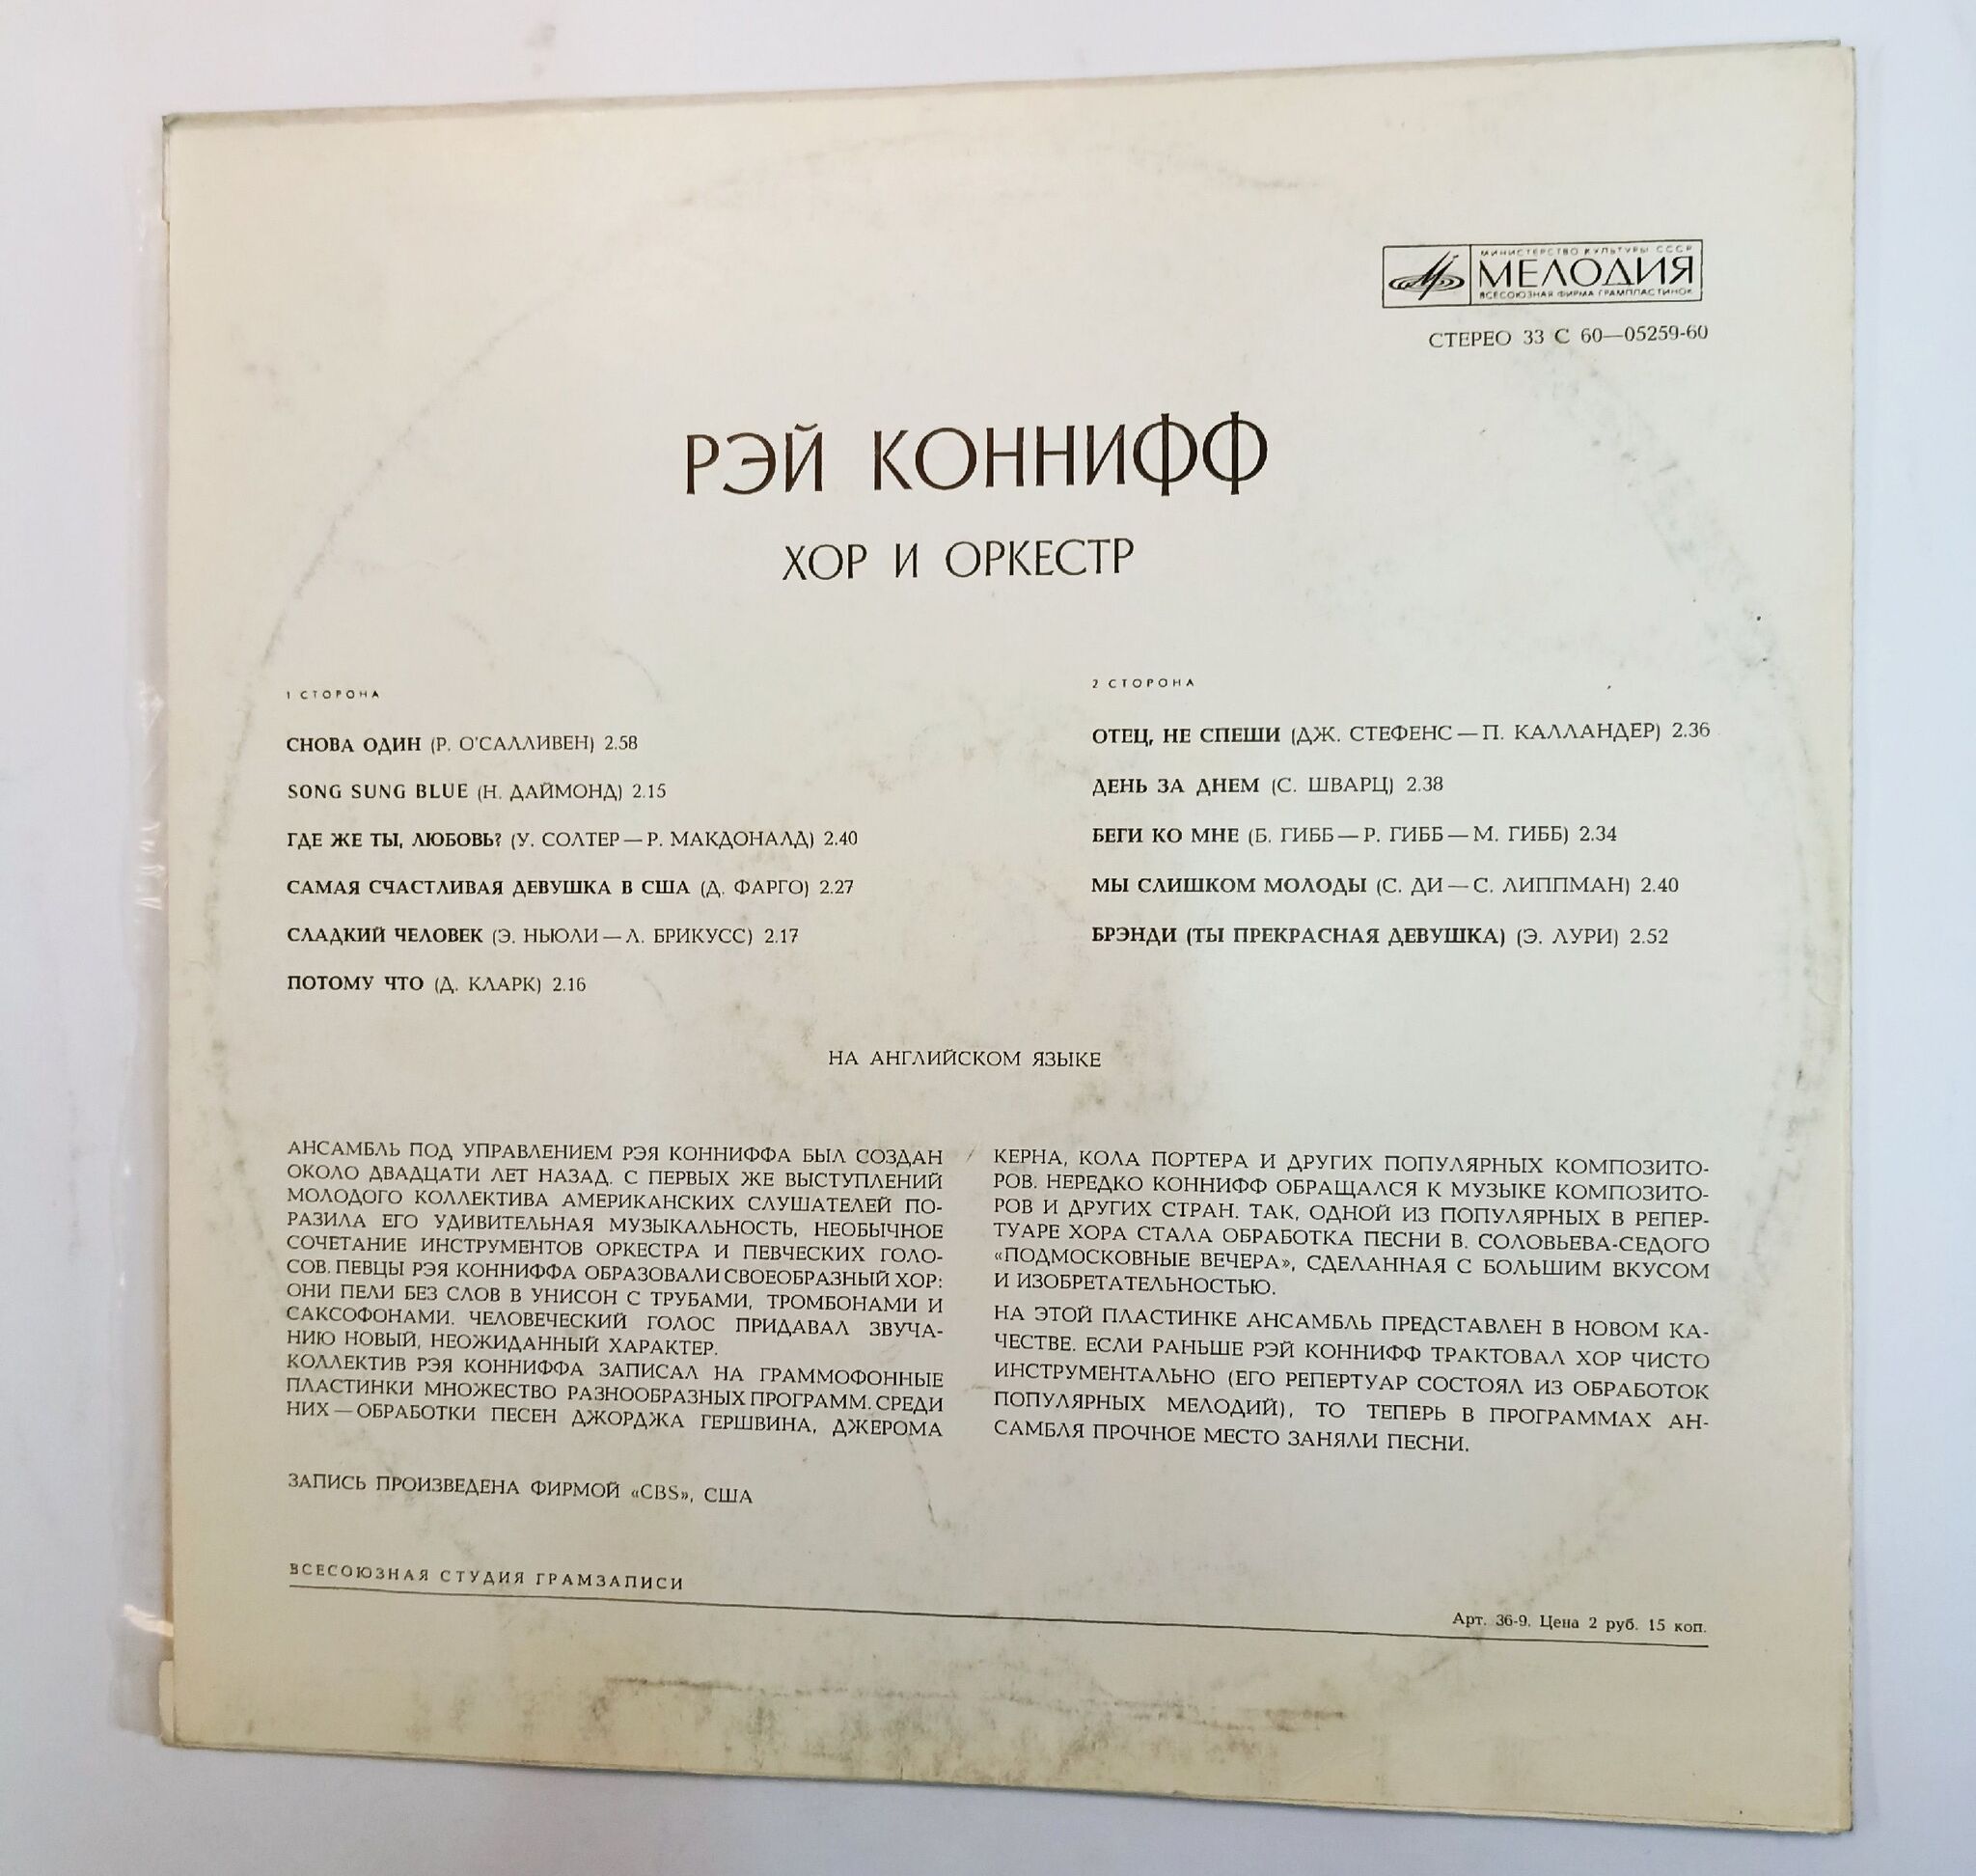 МИНИСТЕРСТВО КУЛЬТУРЫ СССР
МЕЛОДИЯ
ВСЕСОЮЗНАЯ ФИРМА ГРАМПЛАСТИНОК
СТЕРЕО 33 С 60—05259-60
РЭЙ КОННИФФ
ХОР И ОРКЕСТР
1 СТОРОНА
СНОВА ОДИН (Р. О'САЛЛИВЕН) 2.58
SONG SUNG BLUE (Н. ДАЙМОНД) 2.15
ГДЕ ЖЕ ТЫ, ЛЮБОВЬ? (У. СОЛТЕР — Р. МАКДОНАЛД) 2.40
САМАЯ СЧАСТЛИВАЯ ДЕВУШКА В США (Д. ФАРГО) 2.27
СЛАДКИЙ ЧЕЛОВЕК (Э. НЬЮЛИ — Л. БРИКУСС) 2.17
ПОТОМУ ЧТО (Д. КЛАРК) 2.16
2 СТОРОНА
ОТЕЦ, НЕ СПЕШИ (ДЖ. СТЕФЕНС — П. КАЛЛАНДЕР) 2.36
ДЕНЬ ЗА ДНЕМ (С. ШВАРЦ) 2.38
БЕГИ КО МНЕ (Б. ГИББ — Р. ГИББ — М. ГИББ) 2.34
МЫ СЛИШКОМ МОЛОДЫ (С. ДИ — С. ЛИППМАН) 2.40
БРЭНДИ (ТЫ ПРЕКРАСНАЯ ДЕВУШКА) (Э. ЛУРИ) 2.52
НА АНГЛИЙСКОМ ЯЗЫКЕ
АНСАМБЛЬ ПОД УПРАВЛЕНИЕМ РЭЯ КОННИФФА БЫЛ СОЗДАН
ОКОЛО ДВАДЦАТИ ЛЕТ НАЗАД. С ПЕРВЫХ ЖЕ ВЫСТУПЛЕНИЙ
МОЛОДОГО КОЛЛЕКТИВА АМЕРИКАНСКИХ СЛУШАТЕЛЕЙ ПО-
РАЗИЛА ЕГО УДИВИТЕЛЬНАЯ МУЗЫКАЛЬНОСТЬ, НЕОБЫЧНОЕ
СОЧЕТАНИЕ ИНСТРУМЕНТОВ ОРКЕСТРА И ПЕВЧЕСКИХ ГОЛО-
СОВ. ПЕВЦЫ РЭЯ КОННИФФА ОБРАЗОВАЛИ СВОЕОБРАЗНЫЙ ХОР:
ОНИ ПЕЛИ БЕЗ СЛОВ В УНИСОН С ТРУБАМИ, ТРОМБОНАМИ И
САКСОФОНАМИ. ЧЕЛОВЕЧЕСКИЙ ГОЛОС ПРИДАВАЛ ЗВУЧА-
НИЮ НОВЫЙ, НЕОЖИДАННЫЙ ХАРАКТЕР.
КОЛЛЕКТИВ РЭЯ КОННИФФА ЗАПИСАЛ НА ГРАММОФОННЫЕ
ПЛАСТИНКИ МНОЖЕСТВО РАЗНООБРАЗНЫХ ПРОГРАММ. СРЕДИ
НИХ — ОБРАБОТКИ ПЕСЕН ДЖОРДЖА ГЕРШВИНА, ДЖЕРОМА
КЕРНА, КОЛА ПОРТЕРА И ДРУГИХ ПОПУЛЯРНЫХ КОМПОЗИТО-
РОВ. НЕРЕДКО КОННИФФ ОБРАЩАЛСЯ К МУЗЫКЕ КОМПОЗИТО-
РОВ И ДРУГИХ СТРАН. ТАК, ОДНОЙ ИЗ ПОПУЛЯРНЫХ В РЕПЕР-
ТУАРЕ ХОРА СТАЛА ОБРАБОТКА ПЕСНИ В. СОЛОВЬЕВА-СЕДОГО
«ПОДМОСКОВНЫЕ ВЕЧЕРА», СДЕЛАННАЯ С БОЛЬШИМ ВКУСОМ
И ИЗОБРЕТАТЕЛЬНОСТЬЮ.
НА ЭТОЙ ПЛАСТИНКЕ АНСАМБЛЬ ПРЕДСТАВЛЕН В НОВОМ КА-
ЧЕСТВЕ. ЕСЛИ РАНЬШЕ РЭЙ КОННИФФ ТРАКТОВАЛ ХОР ЧИСТО
ИНСТРУМЕНТАЛЬНО (ЕГО РЕПЕРТУАР СОСТОЯЛ ИЗ ОБРАБОТОК
ПОПУЛЯРНЫХ МЕЛОДИЙ), ТО ТЕПЕРЬ В ПРОГРАММАХ АН-
САМБЛЯ ПРОЧНОЕ МЕСТО ЗАНЯЛИ ПЕСНИ.
ЗАПИСЬ ПРОИЗВЕДЕНА ФИРМОЙ «CBS», США
ВСЕСОЮЗНАЯ СТУДИЯ ГРАМЗАПИСИ
Арт. 36-9. Цена 2 руб. 15 коп.